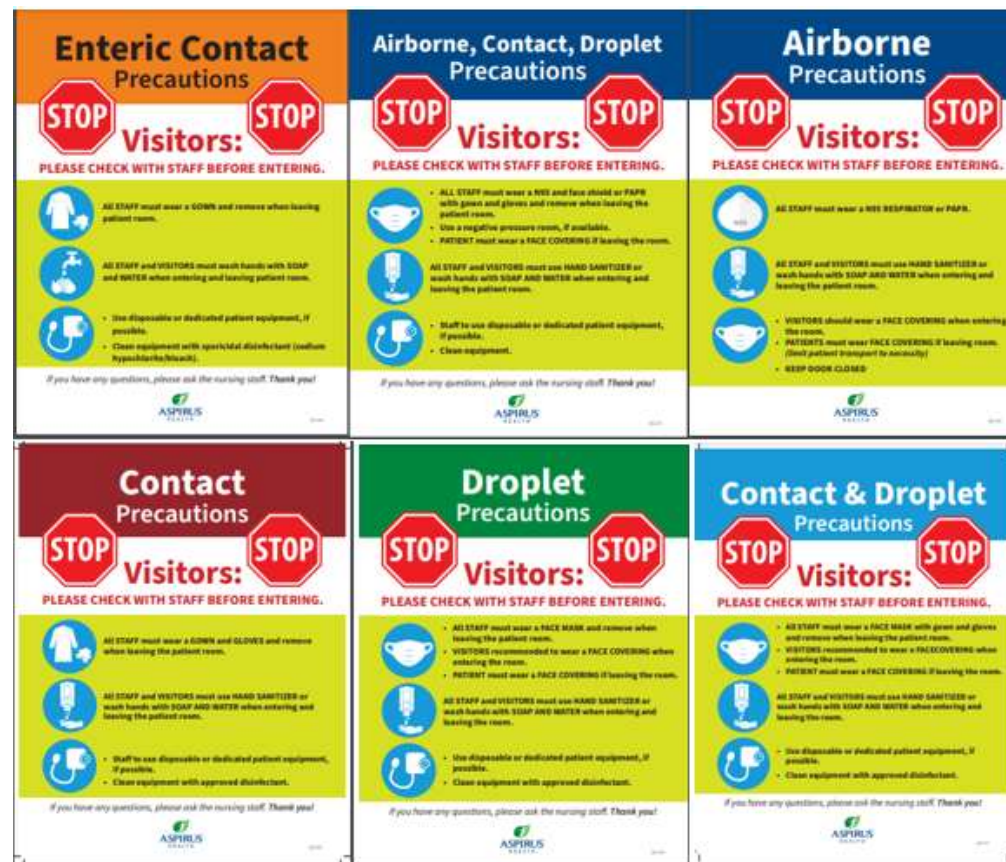 Enteric Contact
Precautions
STOP
STOP
Visitors:
PLEASE CHECK WITH STAFF BEFORE ENTERING.
All STAFF must wear a GOWN and remove when leaving
patient room.
All STAFF and VISITORS must wash hands with SOAP
and WATER when entering and leaving patient room.
• Use disposable or dedicated patient equipment, if
possible.
• Clean equipment with sporicidal disinfectant (sodium
hypochlorite/bleach).
If you have any questions, please ask the nursing staff. Thank you!
ASPIRUS
HEALTH
Airborne, Contact, Droplet
Precautions
STOP
STOP
Visitors:
PLEASE CHECK WITH STAFF BEFORE ENTERING.
• ALL STAFF must wear a N95 and face shield or PAPR
with gown and gloves and remove when leaving the
patient room.
• Use a negative pressure room, if available.
• PATIENT must wear a FACE COVERING if leaving the room.
All STAFF and VISITORS must use HAND SANITIZER or
wash hands with SOAP AND WATER when entering and
leaving the patient room.
• Staff to use disposable or dedicated patient equipment,
if possible.
• Clean equipment.
If you have any questions, please ask the nursing staff. Thank you!
ASPIRUS
HEALTH
Airborne
Precautions
STOP
STOP
Visitors:
PLEASE CHECK WITH STAFF BEFORE ENTERING.
All STAFF must wear a N95 RESPIRATOR or PAPR.
All STAFF and VISITORS must use HAND SANITIZER or
wash hands with SOAP AND WATER when entering and
leaving the patient room.
• VISITORS should wear a FACE COVERING when entering
the room.
• PATIENTS must wear FACE COVERING if leaving room.
(limit patient transport to necessity)
• KEEP DOOR CLOSED
If you have any questions, please ask the nursing staff. Thank you!
ASPIRUS
HEALTH
Contact
Precautions
STOP
STOP
Visitors:
PLEASE CHECK WITH STAFF BEFORE ENTERING.
All STAFF must wear a GOWN and GLOVES and remove
when leaving the patient room.
All STAFF and VISITORS must use HAND SANITIZER or
wash hands with SOAP AND WATER when entering and
leaving the patient room.
• Staff to use disposable or dedicated patient equipment,
if possible.
• Clean equipment with approved disinfectant.
If you have any questions, please ask the nursing staff. Thank you!
ASPIRUS
HEALTH
Droplet
Precautions
STOP
STOP
Visitors:
PLEASE CHECK WITH STAFF BEFORE ENTERING.
• All STAFF must wear a FACE MASK and remove when
leaving the patient room.
• VISITORS recommended to wear a FACE COVERING when
entering the room.
• PATIENT must wear a FACE COVERING if leaving the room.
All STAFF and VISITORS must use HAND SANITIZER or
wash hands with SOAP AND WATER when entering and
leaving the room.
• Use disposable or dedicated patient equipment, if
possible.
• Clean equipment with approved disinfectant.
If you have any questions, please ask the nursing staff. Thank you!
ASPIRUS
HEALTH
Contact & Droplet
Precautions
STOP
STOP
Visitors:
PLEASE CHECK WITH STAFF BEFORE ENTERING.
• All STAFF must wear a FACE MASK with gown and gloves
and remove when leaving the patient room.
• VISITORS recommended to wear a FACECOVERING when
entering the room.
• PATIENT must wear a FACE COVERING if leaving the room.
All STAFF and VISITORS must use HAND SANITIZER or
wash hands with SOAP AND WATER when entering and
leaving the room.
• Use disposable or dedicated patient equipment, if
possible.
• Clean equipment with approved disinfectant.
If you have any questions, please ask the nursing staff. Thank you!
ASPIRUS
HEALTH